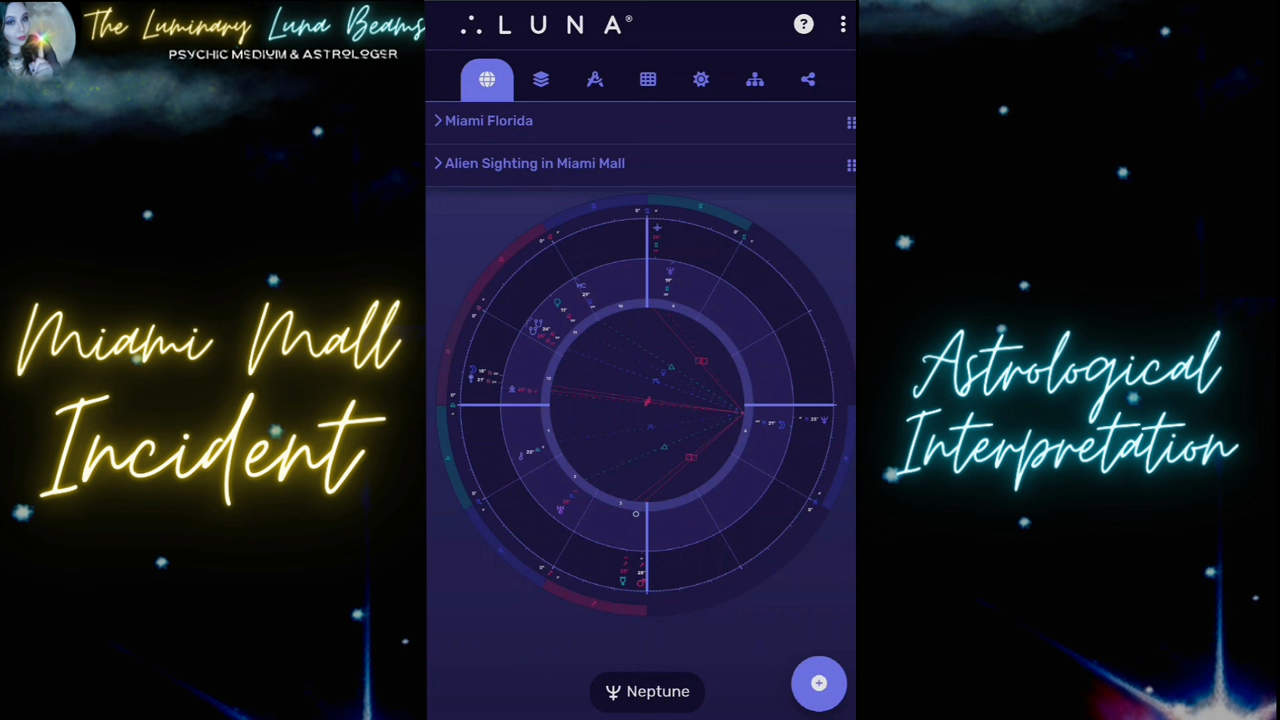 The Luminary Luna Beams
PSYCHIC MEDIUM & ASTROLOGER
LUNA®
Miami Florida
Alien Sighting in Miami Mall
Miami Mall
Incident
Astrological
Interpretation
MC
Neptune